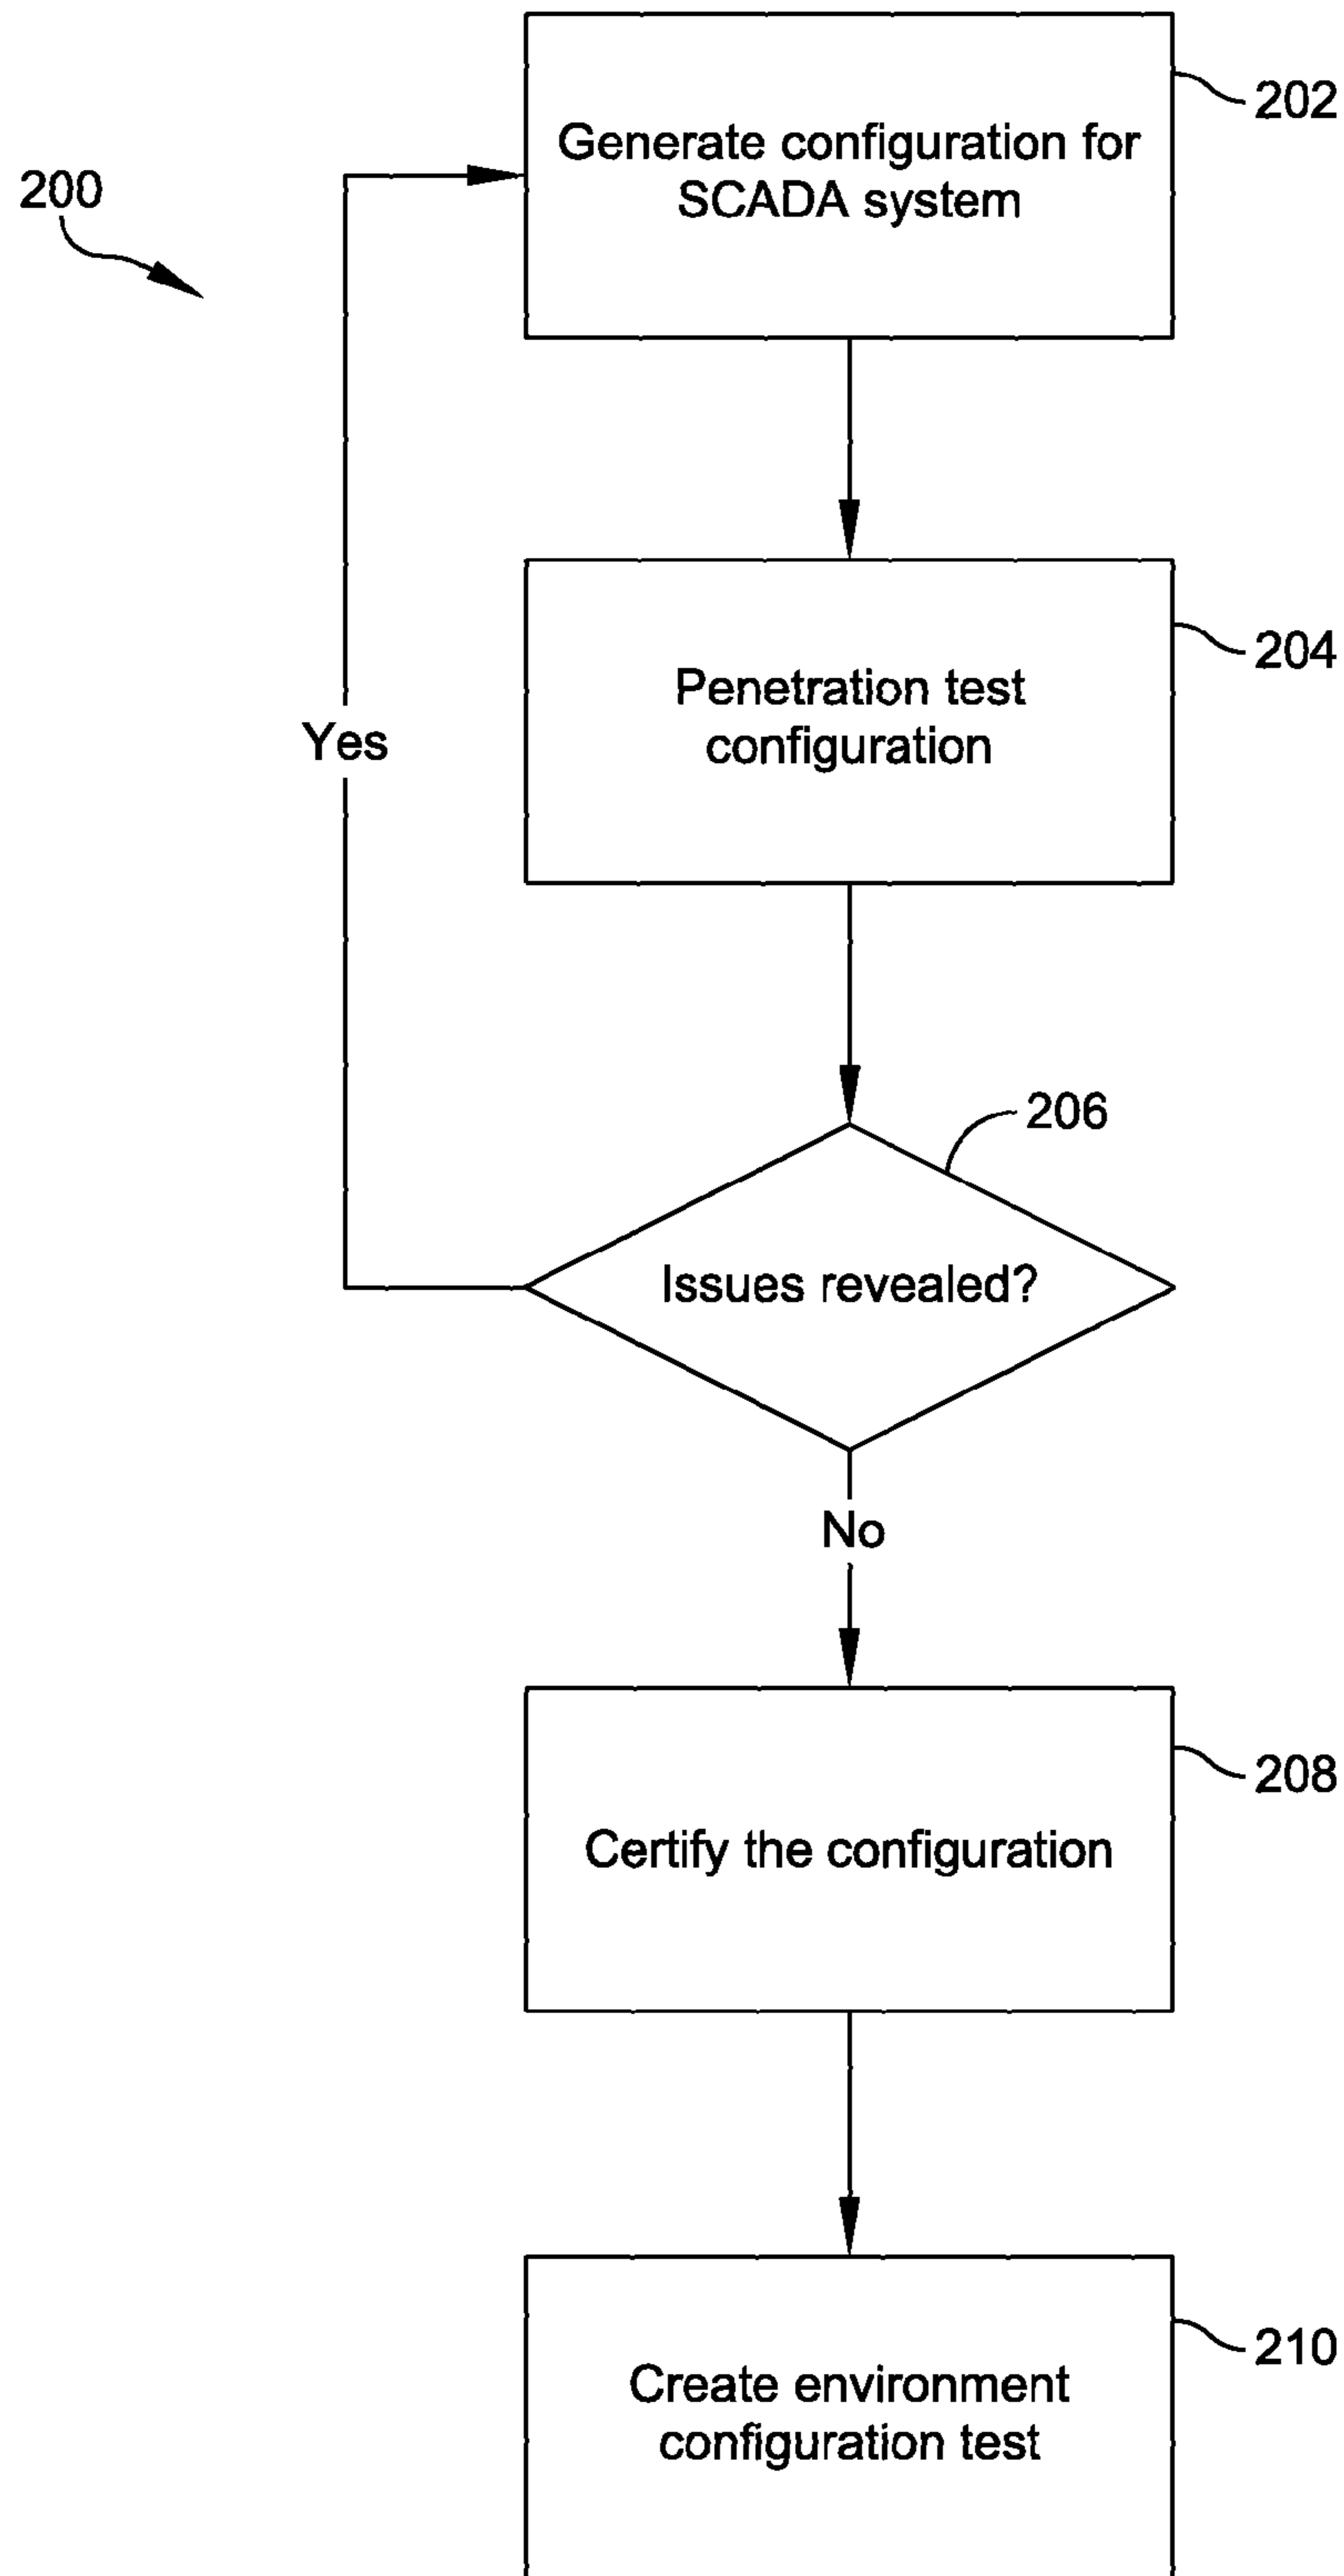 200
Generate configuration for
SCADA system
202
Penetration test
configuration
204
Yes
206
Issues revealed?
No
Certify the configuration
208
Create environment
configuration test
210